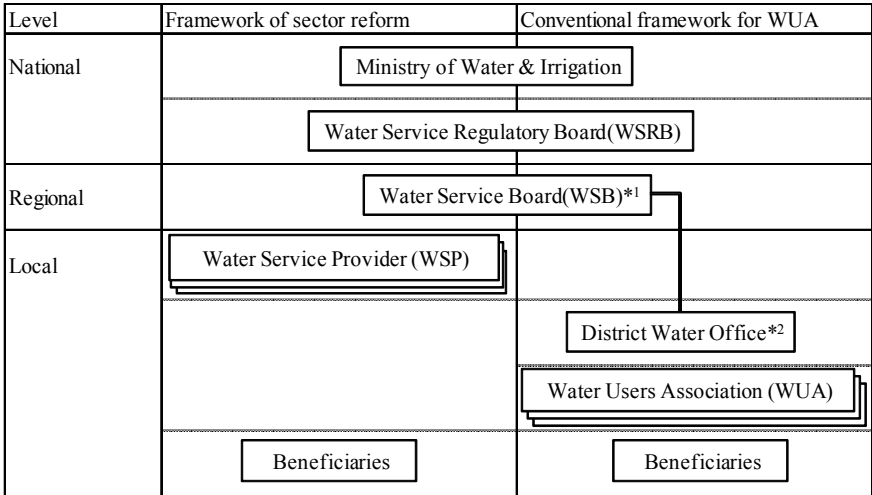 Level Framework of sector reform Conventional framework for WUA
National
Ministry of Water & Irrigation
Water Service Regulatory Board(WSRB)
Regional Water Service Board(WSB)*1
Local Water Service Provider (WSP)
District Water Office*2
Water Users Association (WUA)
Beneficiaries Beneficiaries